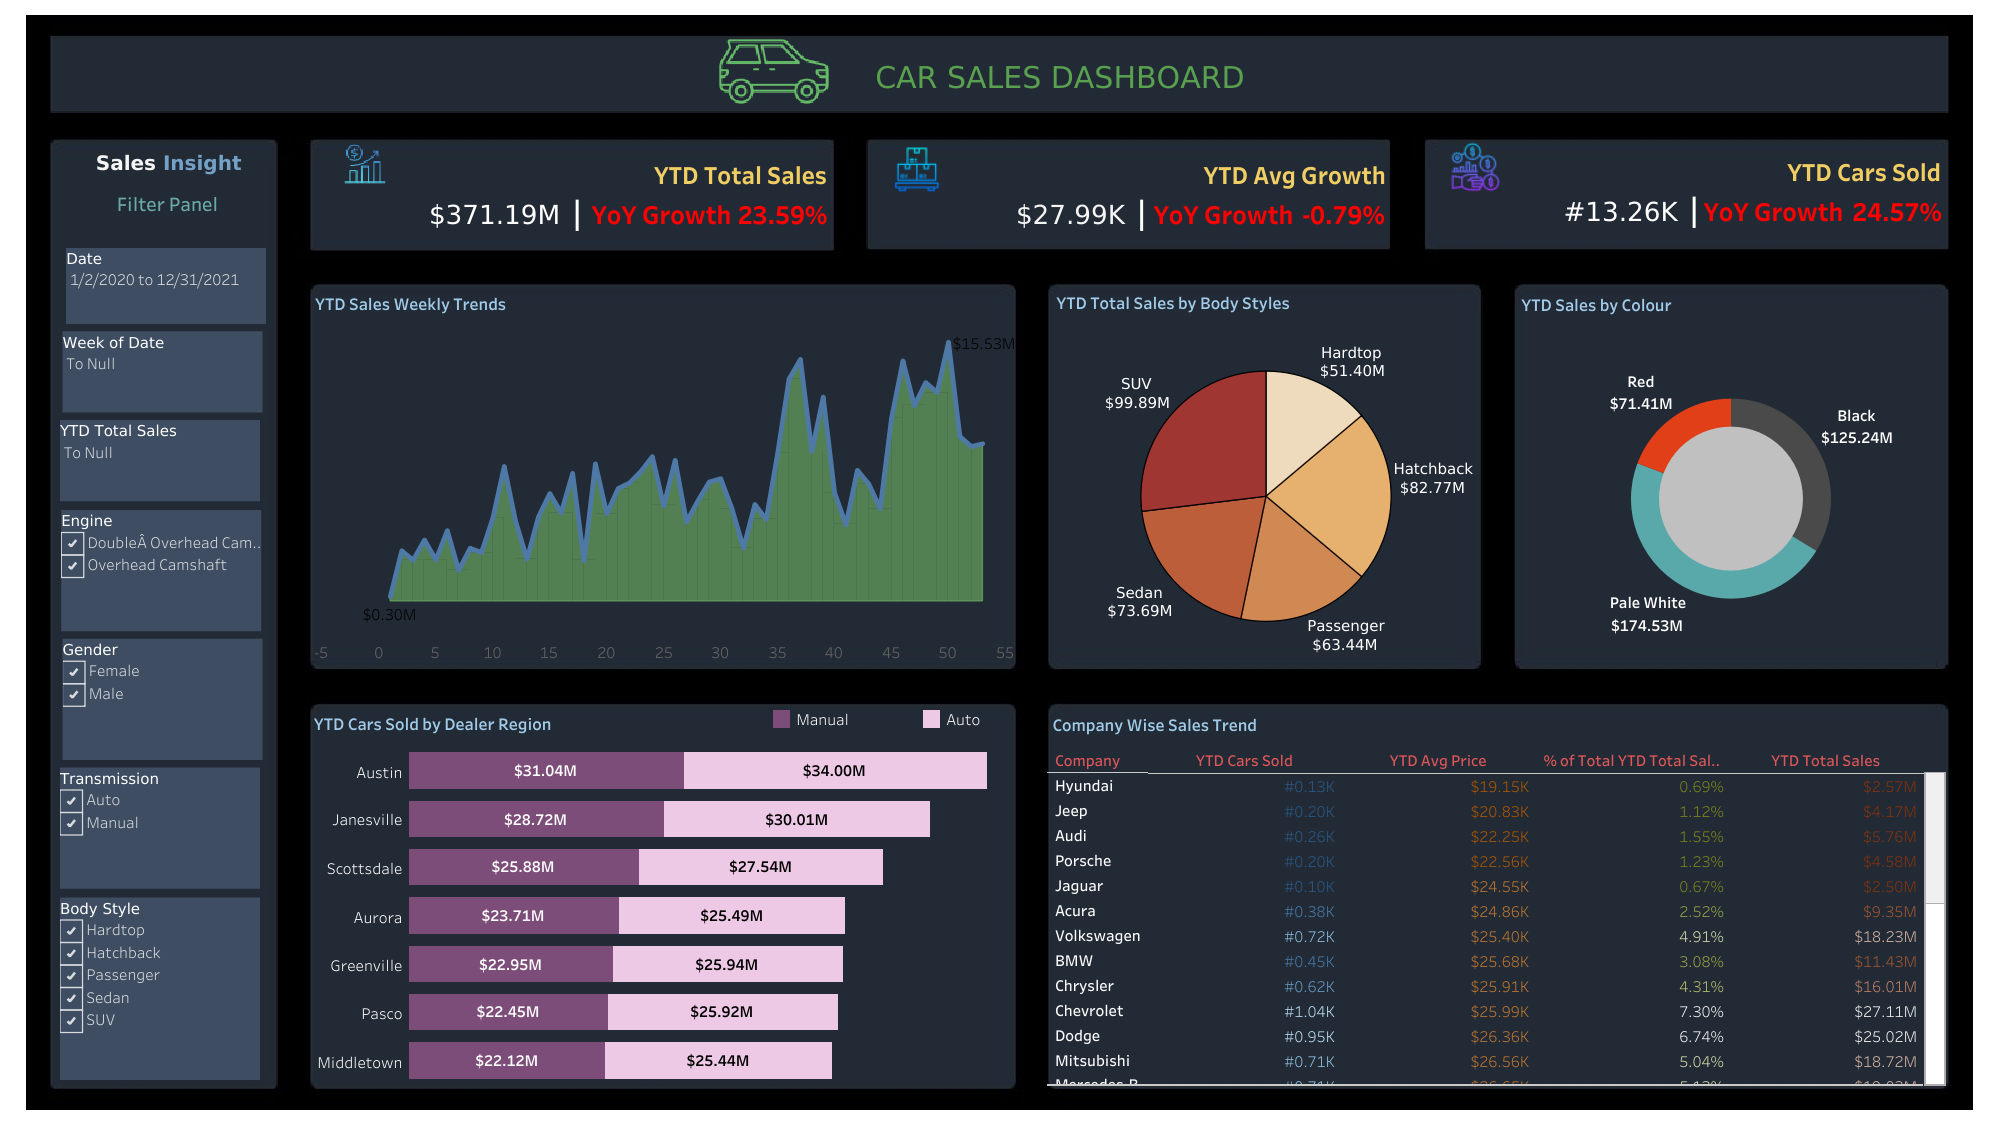 CAR SALES DASHBOARD
Sales Insight
Filter Panel
Date
1/2/2020 to 12/31/2021
Week of Date
To Null
YTD Total Sales
To Null
Engine
DoubleÂ Overhead Cam..
Overhead Camshaft
Gender
Female
Male
Transmission
Auto
Manual
Body Style
Hardtop
Hatchback
Passenger
Sedan
SUV
YTD Total Sales
$371.19M | YoY Growth 23.59%
YTD Avg Growth
$27.99K | YoY Growth -0.79%
YTD Cars Sold
#13.26K | YoY Growth 24.57%
YTD Sales Weekly Trends
$15.53M
$0.30M
-5 0 5 10 15 20 25 30 35 40 45 50 55
YTD Total Sales by Body Styles
Hardtop
$51.40M
SUV
$99.89M
Hatchback
$82.77M
Sedan
$73.69M
Passenger
$63.44M
YTD Sales by Colour
Red
$71.41M
Black
$125.24M
Pale White
$174.53M
YTD Cars Sold by Dealer Region
Manual Auto
Austin $31.04M $34.00M
Janesville $28.72M $30.01M
Scottsdale $25.88M $27.54M
Aurora $23.71M $25.49M
Greenville $22.95M $25.94M
Pasco $22.45M $25.92M
Middletown $22.12M $25.44M
Company Wise Sales Trend
Company YTD Cars Sold YTD Avg Price % of Total YTD Total Sal.. YTD Total Sales
Hyundai #0.13K $19.15K 0.69% $2.57M
Jeep #0.20K $20.83K 1.12% $4.17M
Audi #0.26K $22.25K 1.55% $5.76M
Porsche #0.20K $22.56K 1.23% $4.58M
Jaguar #0.10K $24.55K 0.67% $2.50M
Acura #0.38K $24.86K 2.52% $9.35M
Volkswagen #0.72K $25.40K 4.91% $18.23M
BMW #0.45K $25.68K 3.08% $11.43M
Chrysler #0.62K $25.91K 4.31% $16.01M
Chevrolet #1.04K $25.99K 7.30% $27.11M
Dodge #0.95K $26.36K 6.74% $25.02M
Mitsubishi #0.71K $26.56K 5.04% $18.72M